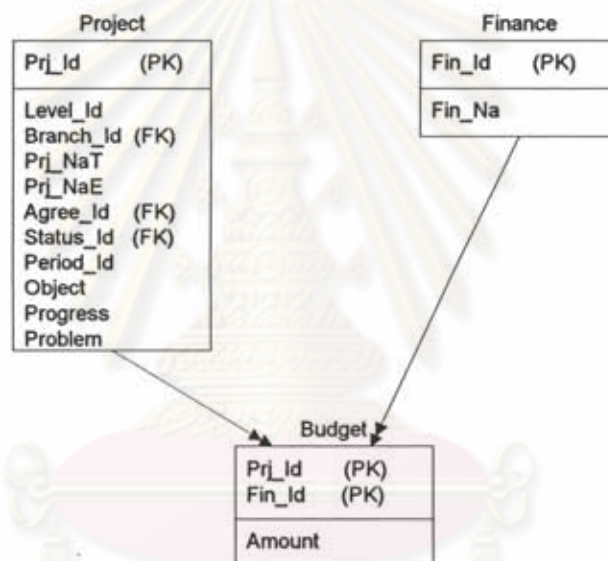 Project
Prj_Id (PK)
Level_Id
Branch_Id (FK)
Prj_NaT
Prj_NaE
Agree_Id (FK)
Status_Id (FK)
Period_Id
Object
Progress
Problem
Finance
Fin_Id (PK)
Fin_Na
Budget
Prj_Id (PK)
Fin_Id (PK)
Amount